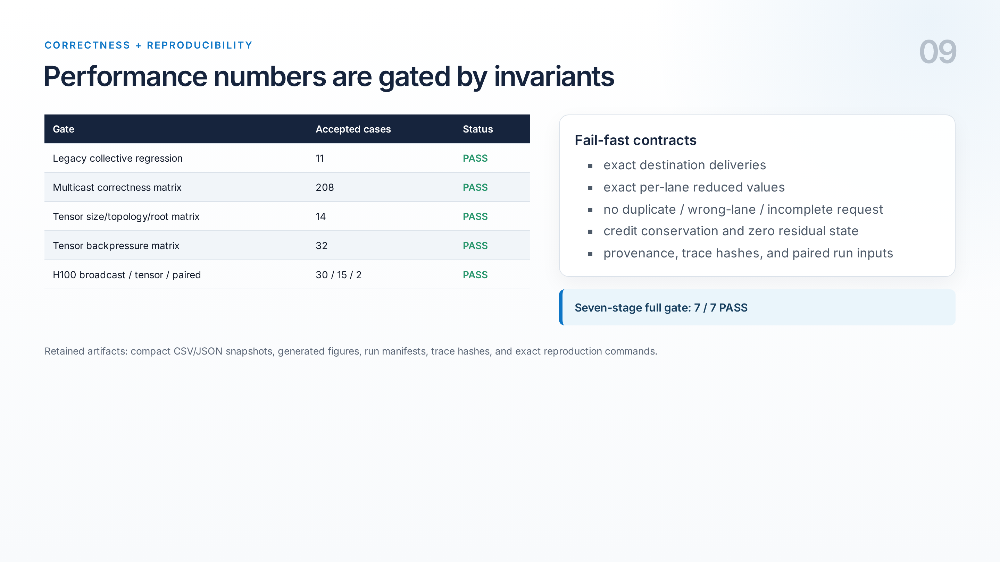 CORRECTNESS + REPRODUCIBILITY
09
Performance numbers are gated by invariants
Gate Accepted cases Status
Legacy collective regression 11 PASS
Multicast correctness matrix 208 PASS
Tensor size/topology/root matrix 14 PASS
Tensor backpressure matrix 32 PASS
H100 broadcast / tensor / paired 30 / 15 / 2 PASS
Fail-fast contracts
▪ exact destination deliveries
▪ exact per-lane reduced values
▪ no duplicate / wrong-lane / incomplete request
▪ credit conservation and zero residual state
▪ provenance, trace hashes, and paired run inputs
Seven-stage full gate: 7 / 7 PASS
Retained artifacts: compact CSV/JSON snapshots, generated figures, run manifests, trace hashes, and exact reproduction commands.